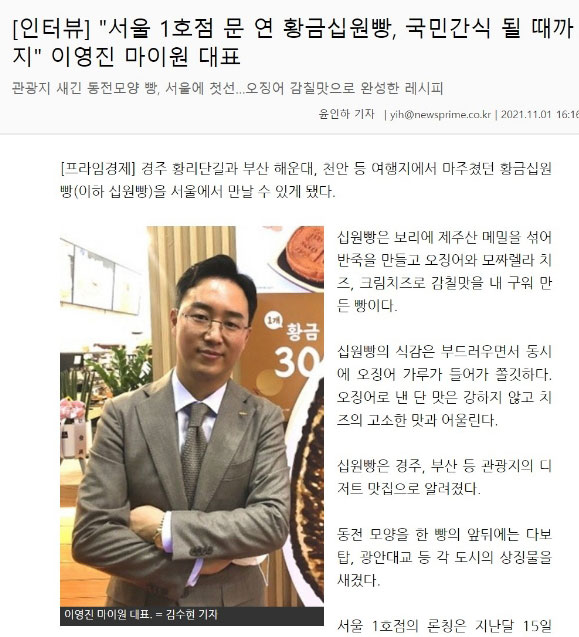 [인터뷰] "서울 1호점 문 연 황금십원빵, 국민간식 될 때까
지" 이영진 마이원 대표
관광지 새긴 동전모양 빵, 서울에 첫선...오징어 감칠맛으로 완성한 레시피
윤인하 기자 | yih@newsprime.co.kr | 2021.11.01 16:16
[프라임경제] 경주 황리단길과 부산 해운대, 천안 등 여행지에서 마주쳤던 황금십원
빵(이하 십원빵)을 서울에서 만날 수 있게 됐다.
1개
황금
30
이영진 마이원 대표. = 김수현 기자
십원빵은 보리에 제주산 메밀을 섞어
반죽을 만들고 오징어와 모짜렐라 치
즈, 크림치즈로 감칠맛을 내 구워 만
든 빵이다.
십원빵의 식감은 부드러우면서 동시
에 오징어 가루가 들어가 쫄깃하다.
오징어로 낸 단 맛은 강하지 않고 치
즈의 고소한 맛과 어울린다.
십원빵은 경주, 부산 등 관광지의 디
저트 맛집으로 알려졌다.
동전 모양을 한 빵의 앞뒤에는 다보
탑, 광안대교 등 각 도시의 상징물을
새겼다.
서울 1호점의 론칭은 지난달 15일